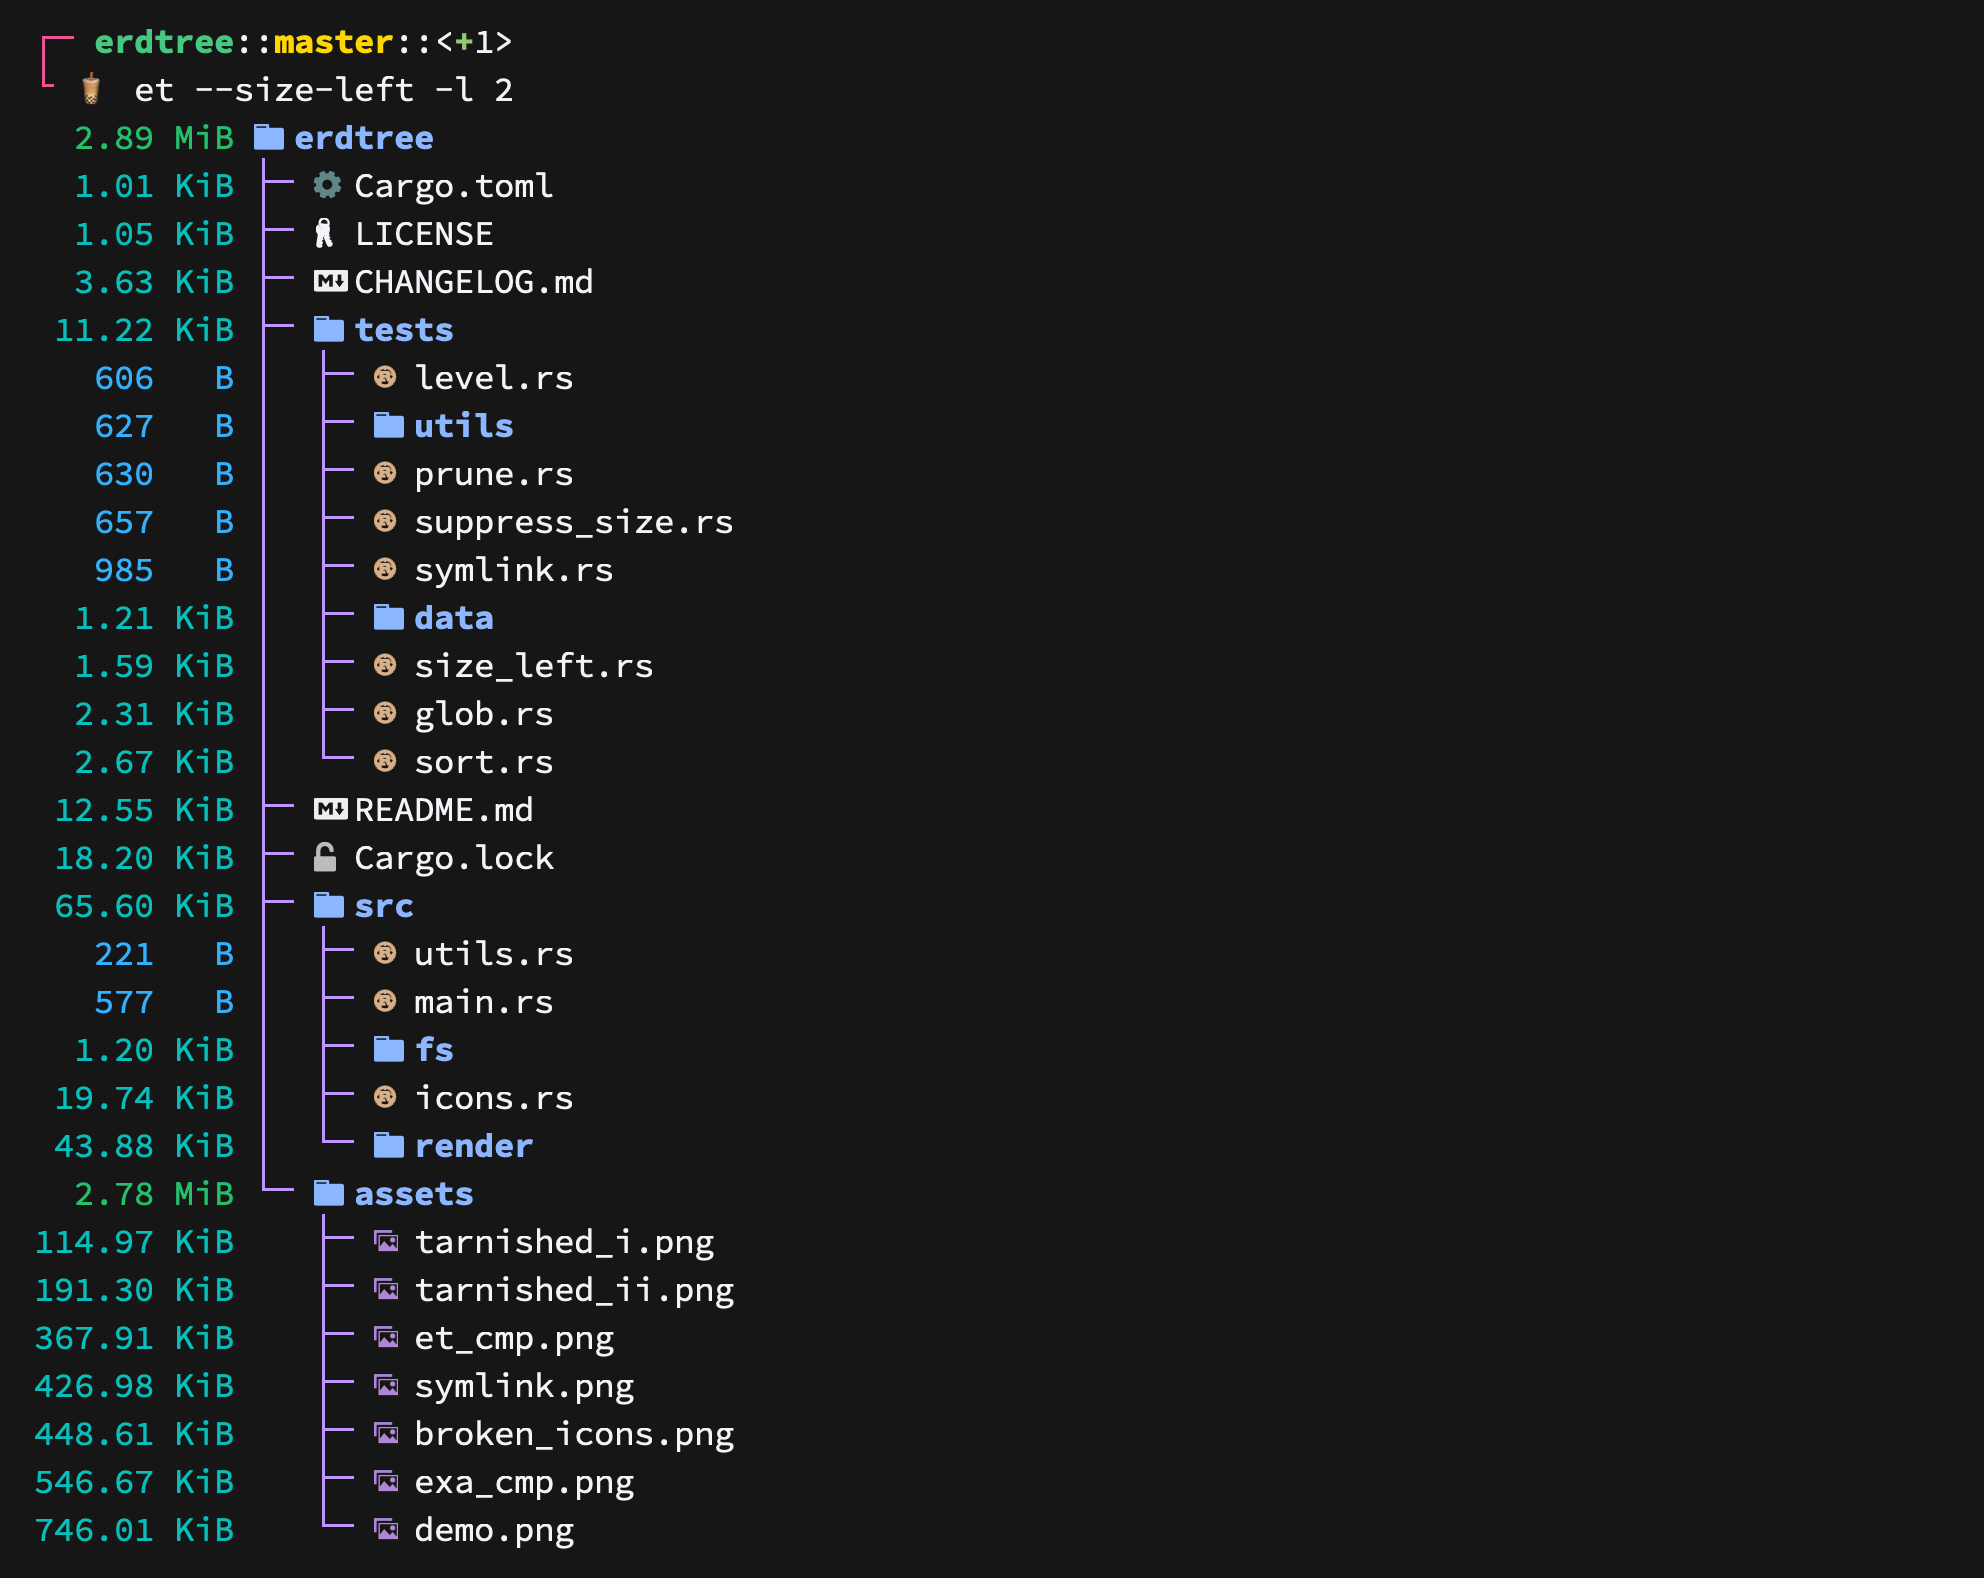 erdtree::master::<+1>
et --size-left -l 2
2.89 MiB erdtree
1.01 KiB Cargo.toml
1.05 KiB LICENSE
3.63 KiB CHANGELOG.md
11.22 KiB tests
606 B level.rs
627 B utils
630 B prune.rs
657 B suppress_size.rs
985 B symlink.rs
1.21 KiB data
1.59 KiB size_left.rs
2.31 KiB glob.rs
2.67 KiB sort.rs
12.55 KiB README.md
18.20 KiB Cargo.lock
65.60 KiB src
221 B utils.rs
577 B main.rs
1.20 KiB fs
19.74 KiB icons.rs
43.88 KiB render
2.78 MiB assets
114.97 KiB tarnished_i.png
191.30 KiB tarnished_ii.png
367.91 KiB et_cmp.png
426.98 KiB symlink.png
448.61 KiB broken_icons.png
546.67 KiB exa_cmp.png
746.01 KiB demo.png